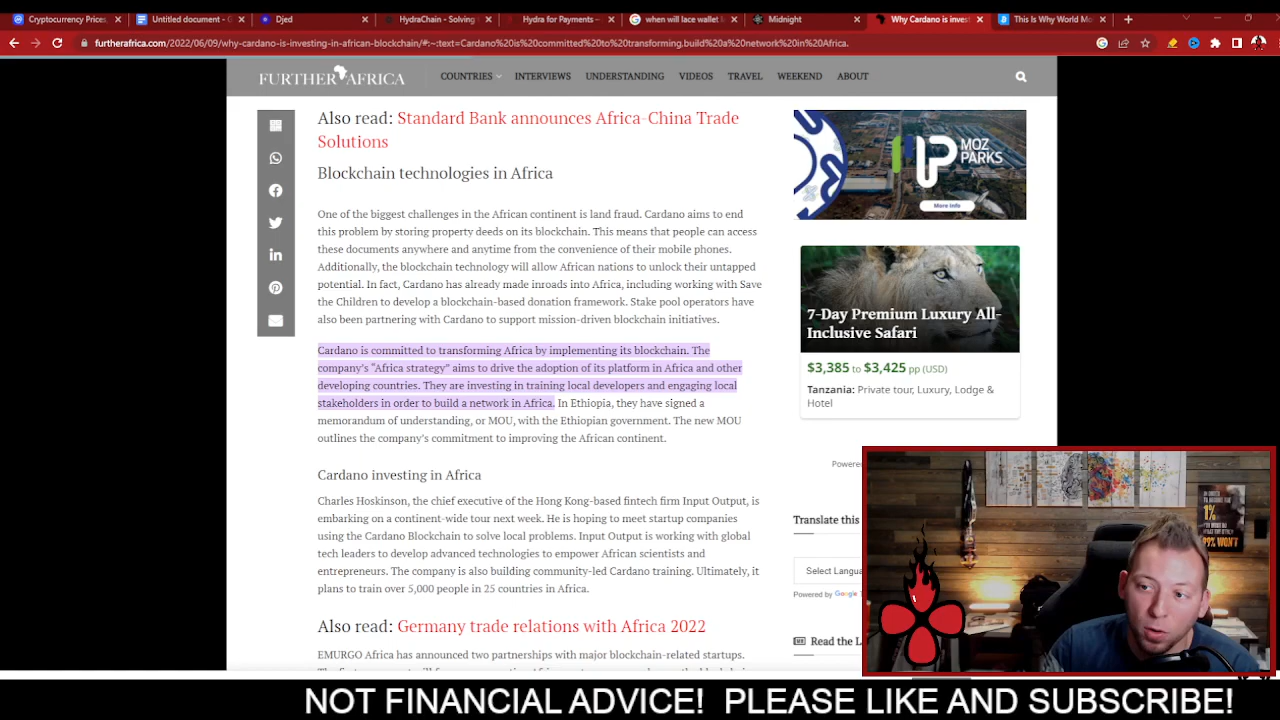 Cryptocurrency Prices,
Untitled document - G
Djed
HydraChain - Solving
Hydra for Payments –
when will lace wallet l
Midnight
Why Cardano is invest
This Is Why World Mo
furtherafrica.com/2022/06/09/why-cardano-is-investing-in-african-blockchain/#:~:text=Cardano%20is%20committed%20to%20transforming,build%20a%20network%20in%20Africa.
FURTHER AFRICA
COUNTRIES
INTERVIEWS
UNDERSTANDING
VIDEOS
TRAVEL
WEEKEND
ABOUT
Also read: Standard Bank announces Africa-China Trade
Solutions
Blockchain technologies in Africa
One of the biggest challenges in the African continent is land fraud. Cardano aims to end
this problem by storing property deeds on its blockchain. This means that people can access
these documents anywhere and anytime from the convenience of their mobile phones.
Additionally, the blockchain technology will allow African nations to unlock their untapped
potential. In fact, Cardano has already made inroads into Africa, including working with Save
the Children to develop a blockchain-based donation framework. Stake pool operators have
also been partnering with Cardano to support mission-driven blockchain initiatives.
Cardano is committed to transforming Africa by implementing its blockchain. The
company's “Africa strategy” aims to drive the adoption of its platform in Africa and other
developing countries. They are investing in training local developers and engaging local
stakeholders in order to build a network in Africa. In Ethiopia, they have signed a
memorandum of understanding, or MOU, with the Ethiopian government. The new MOU
outlines the company's commitment to improving the African continent.
Cardano investing in Africa
Charles Hoskinson, the chief executive of the Hong Kong-based fintech firm Input Output, is
embarking on a continent-wide tour next week. He is hoping to meet startup companies
using the Cardano Blockchain to solve local problems. Input Output is working with global
tech leaders to develop advanced technologies to empower African scientists and
entrepreneurs. The company is also building community-led Cardano training. Ultimately, it
plans to train over 5,000 people in 25 countries in Africa.
Also read: Germany trade relations with Africa 2022
EMURGO Africa has announced two partnerships with major blockchain-related startups.
MOZ
PARKS
More Info
7-Day Premium Luxury All-
Inclusive Safari
$3,385 to $3,425 pp (USD)
Tanzania: Private tour, Luxury, Lodge &
Hotel
Powere
Translate this
Select Langua
Powered by Google T
Read the L
1%
99% WON'T
NOT FINANCIAL ADVICE! PLEASE LIKE AND SUBSCRIBE!